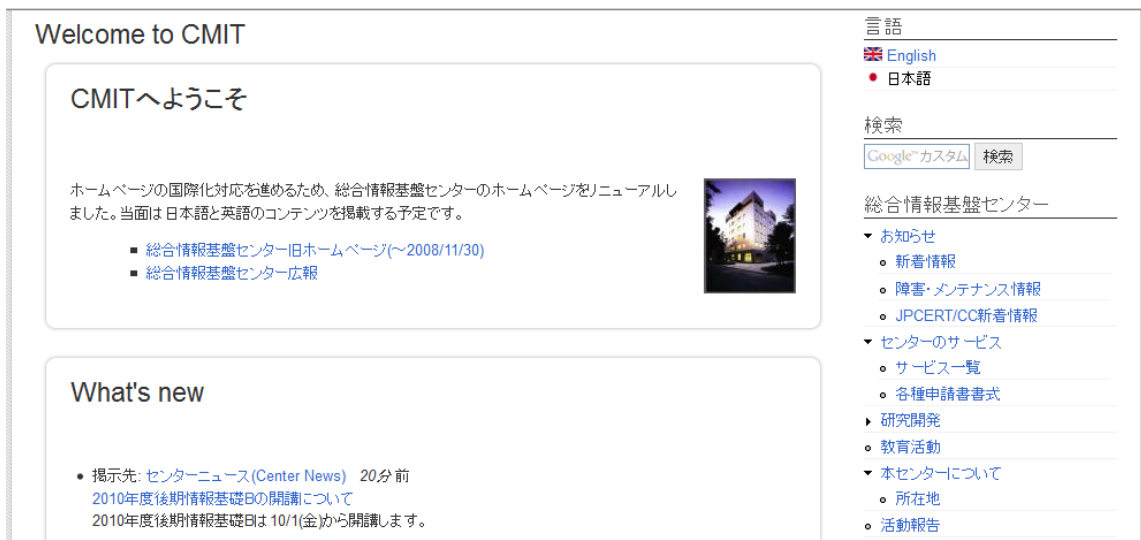 Welcome to CMIT
CMITへようこそ
ホームページの国際化対応を進めるため、総合情報基盤センターのホームページをリニューアルし
ました。当面は日本語と英語のコンテンツを掲載する予定です。
総合情報基盤センター旧ホームページ(～2008/11/30)
総合情報基盤センター広報
What's new
掲示先: センターニュース(Center News) 20分 前
2010年度後期情報基礎Bの開講について
2010年度後期情報基礎Bは10/1(金)から開講します。
言語
English
日本語
検索
Google™ カスタム 検索
総合情報基盤センター
お知らせ
新着情報
障害・メンテナンス情報
JPCERT/CC新着情報
センターのサービス
サービス一覧
各種申請書書式
研究開発
教育活動
本センターについて
所在地
活動報告